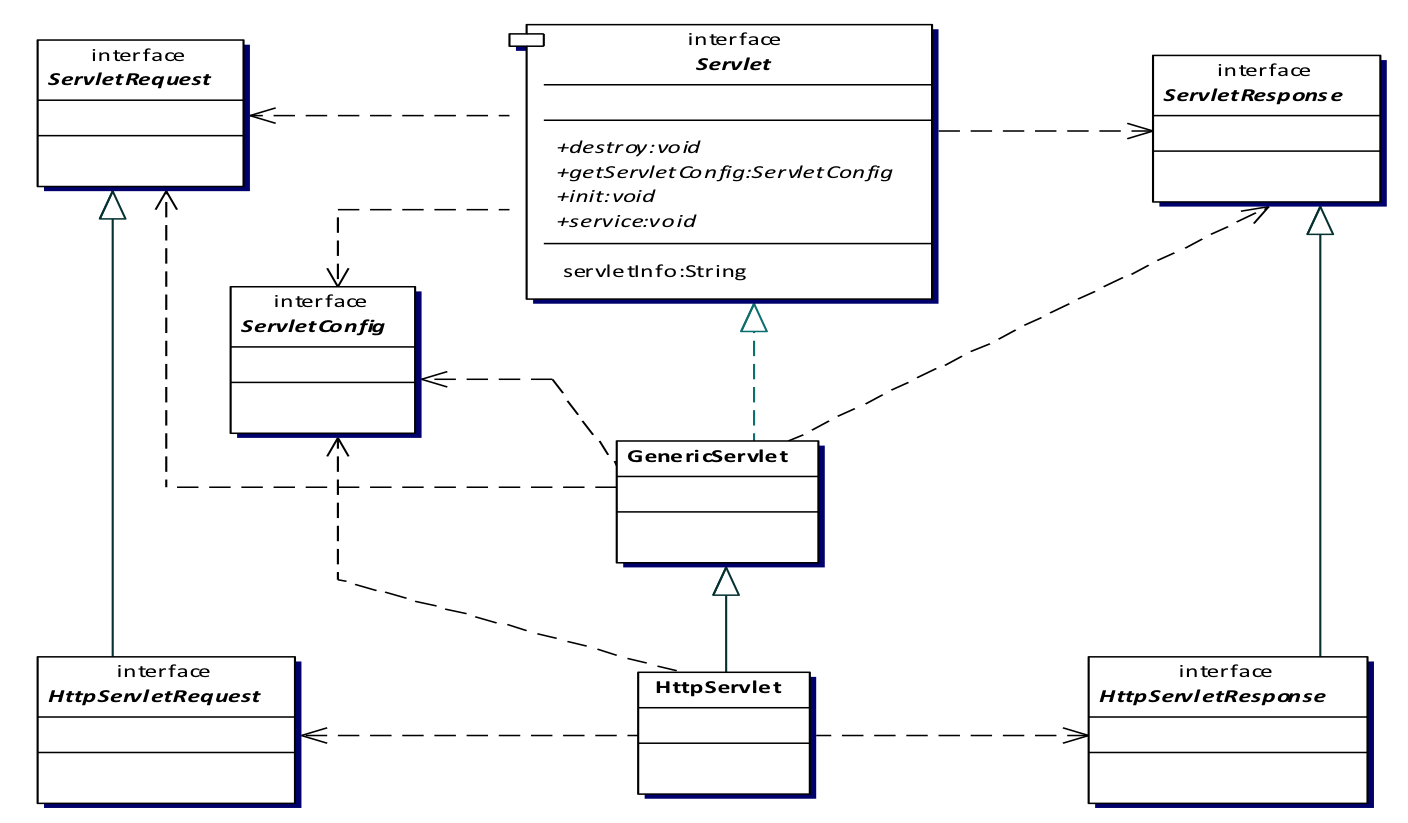 interface
ServletRequest
interface
Servlet
+destroy:void
+getServletConfig:ServletConfig
+init:void
+service:void
servletInfo:String
interface
ServletResponse
interface
ServletConfig
GenericServlet
interface
HttpServletRequest
HttpServlet
interface
HttpServletResponse